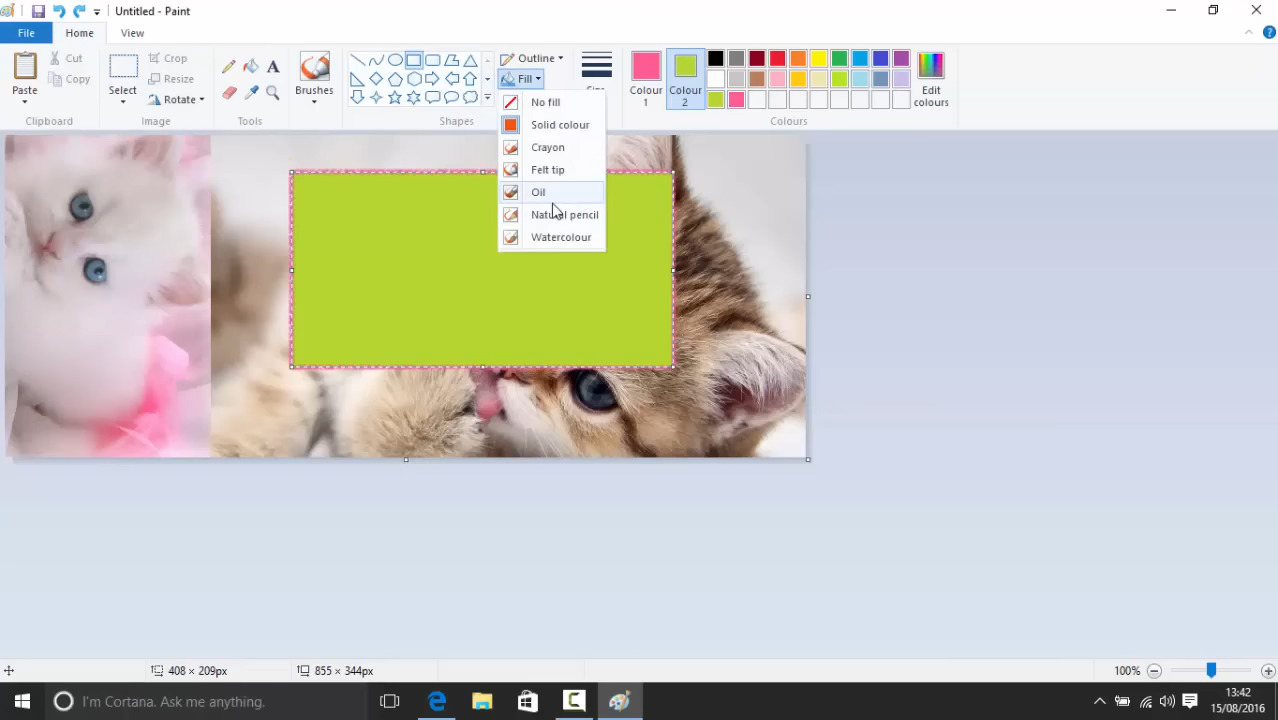 Untitled - Paint
File
Home
View
Paste
Cut
Copy
Clipboard
Select
Crop
Resize
Rotate
Image
A
Tools
Brushes
Shapes
Outline
Fill
Colour
1
Colour
2
Edit
colours
Colours
No fill
Solid colour
Crayon
Felt tip
Oil
Natural pencil
Watercolour
408 × 209px
855 × 344px
100%
I'm Cortana. Ask me anything.
13:42
15/08/2016